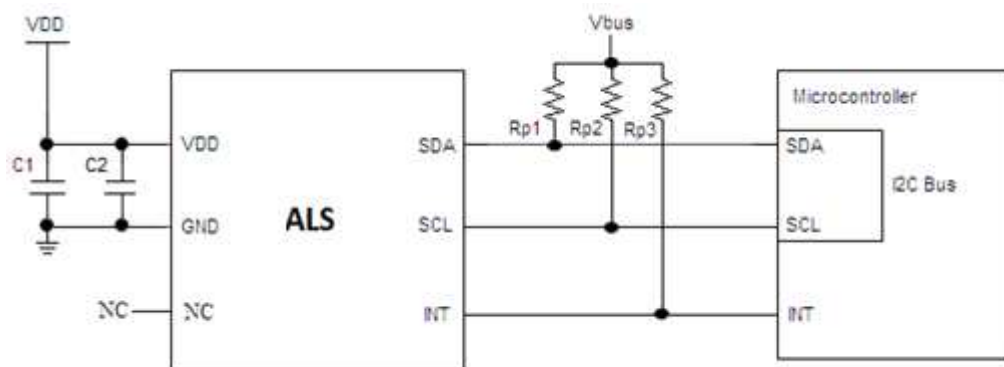 VDD
Vbus
Microcontroller
Rp1
Rp2
Rp3
C1
C2
VDD
SDA
SDA
I2C Bus
GND
ALS
SCL
SCL
NC
NC
INT
INT